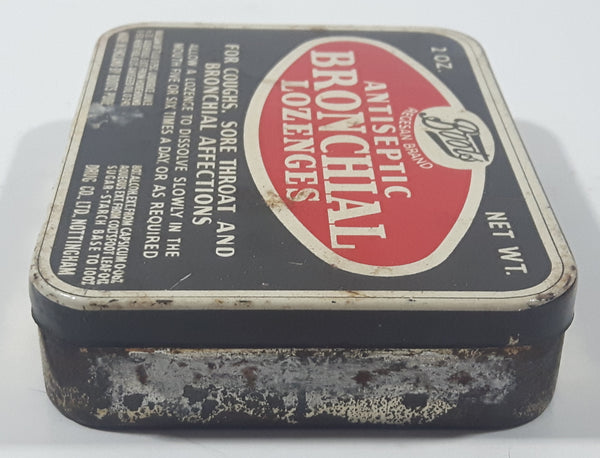 2 OZ.
NET WT.
Boots
REGESAN BRAND
ANTISEPTIC
BRONCHIAL
LOZENGES
FOR COUGHS, SORE THROAT AND
BRONCHIAL AFFECTIONS
ALLOW A LOZENGE TO DISSOLVE SLOWLY IN THE
MOUTH FIVE OR SIX TIMES A DAY OR AS REQUIRED
SUGAR-STARCH BASE TO 100%
DRUG CO. LTD. NOTTINGHAM